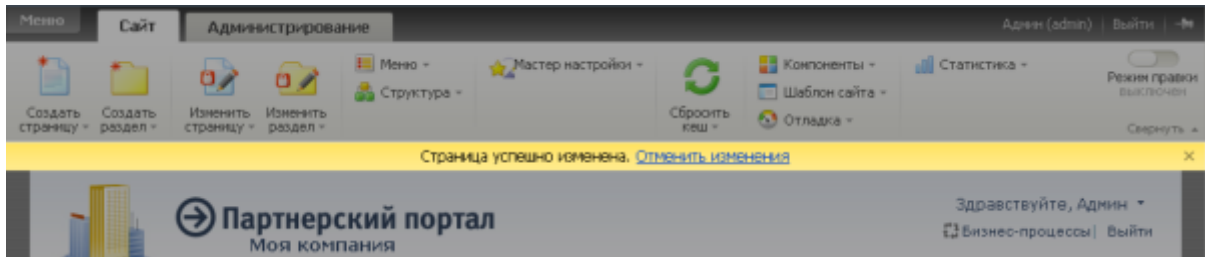 Меню Сайт Администрирование Админ (admin) | Выйти |
Меню Мастер настройки Компоненты Статистика
Режим правки
выключен
Структура Шаблон сайта
Создать страницу Создать раздел Изменить страницу Изменить раздел Сбросить кеш Отладка
Свернуть
Страница успешно изменена. Отменить изменения ×
Партнерский портал
Моя компания
Здравствуйте, Админ
Бизнес-процессы | Выйти